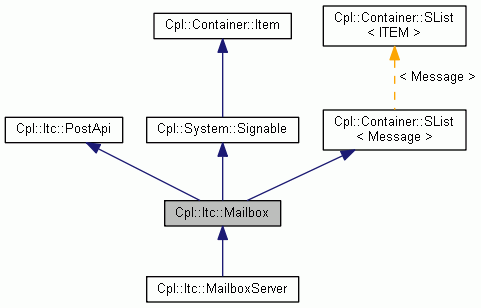 Cpl::Container::Item
Cpl::Container::SList
< ITEM >
< Message >
Cpl::Itc::PostApi
Cpl::System::Signable
Cpl::Container::SList
< Message >
Cpl::Itc::Mailbox
Cpl::Itc::MailboxServer